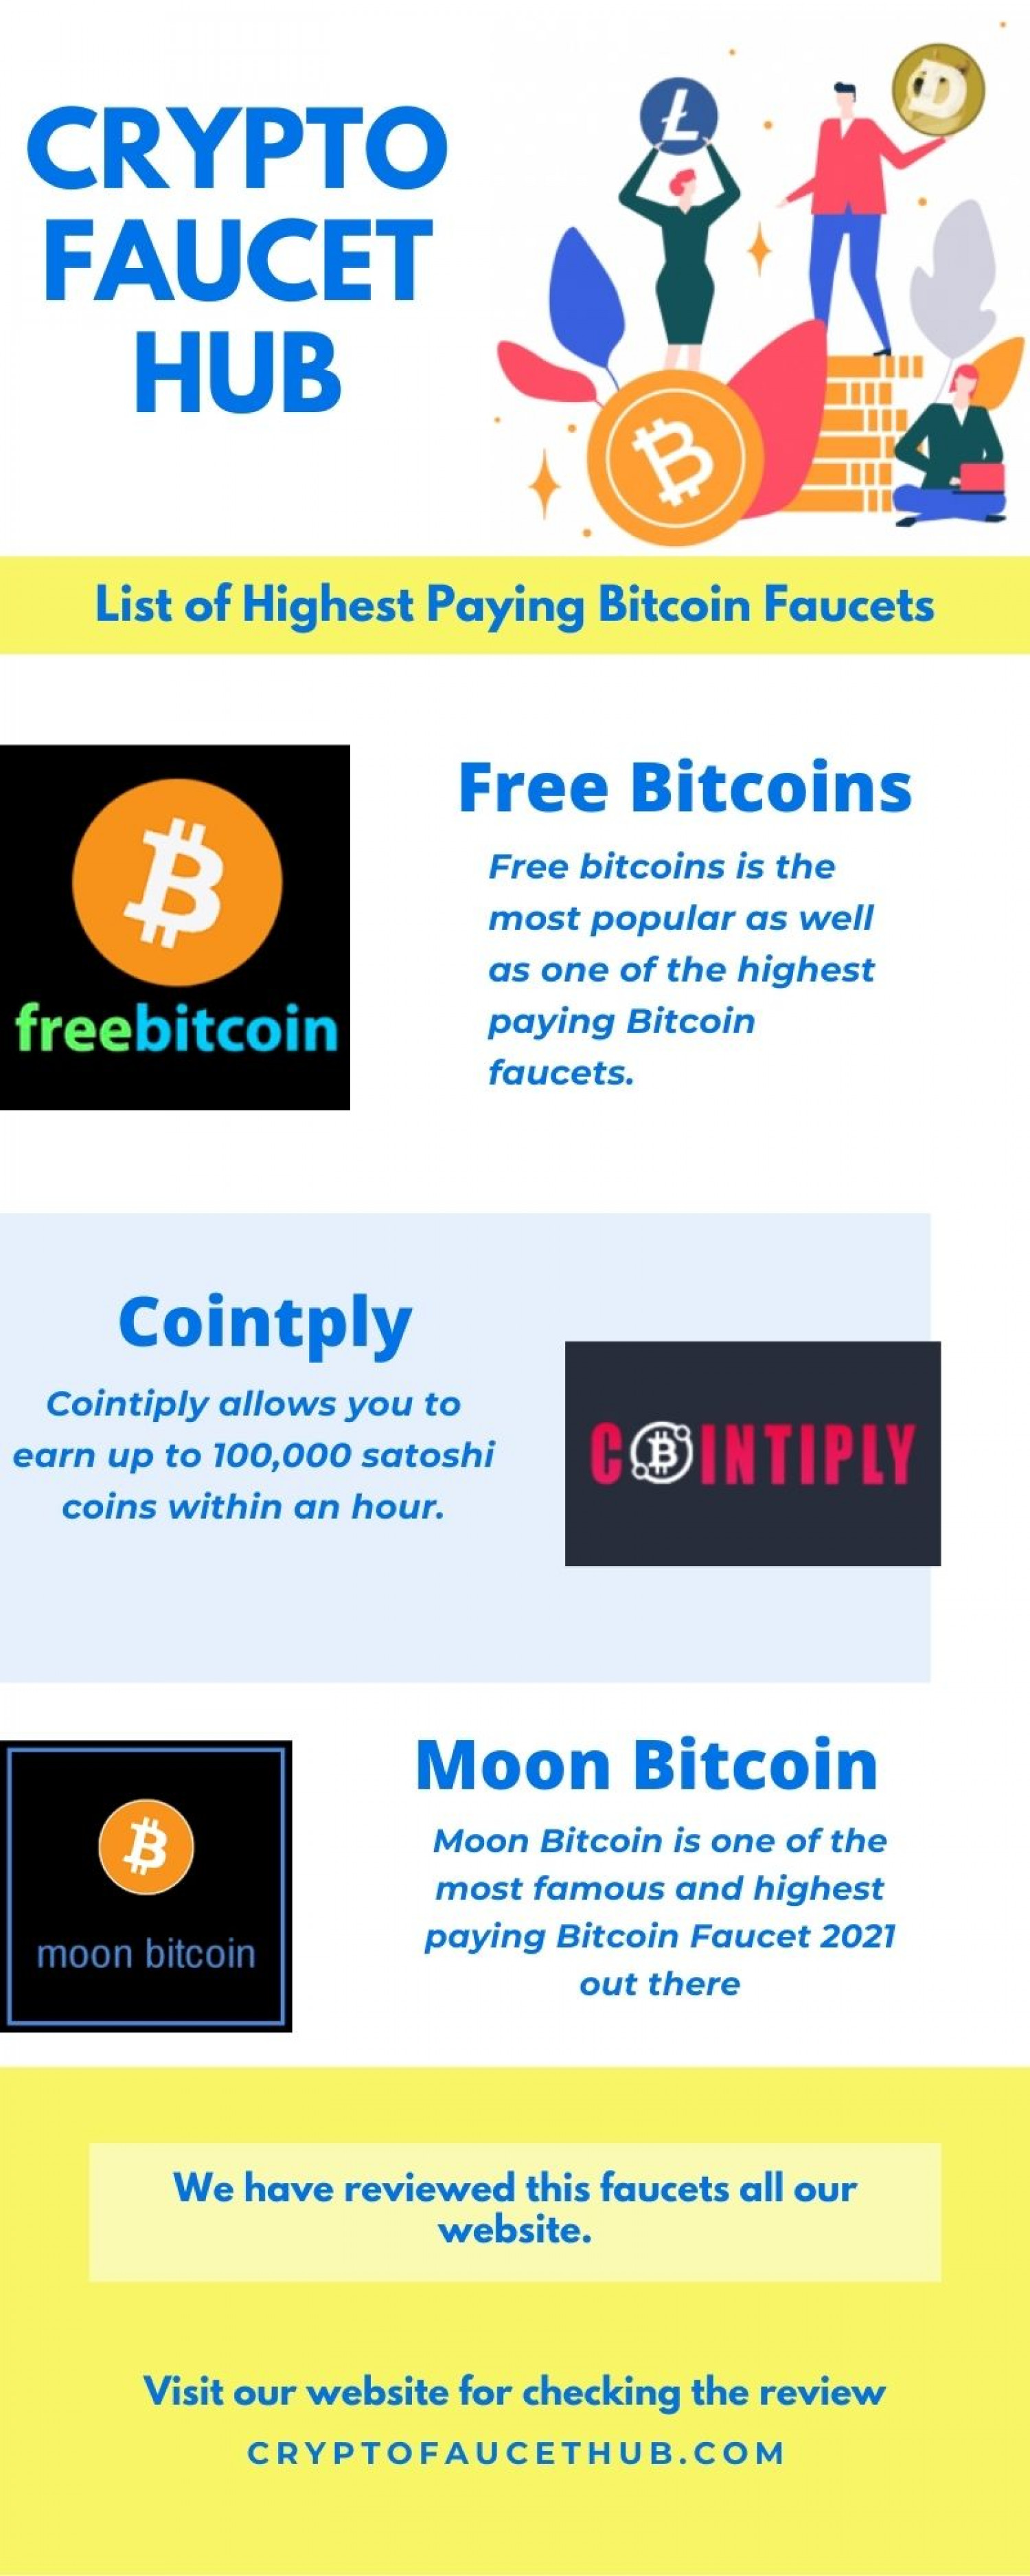 CRYPTO
FAUCET
HUB
List of Highest Paying Bitcoin Faucets
freebitcoin
Free Bitcoins
Free bitcoins is the
most popular as well
as one of the highest
paying Bitcoin
faucets.
Cointply
Cointiply allows you to
earn up to 100,000 satoshi
coins within an hour.
COINTIPLY
moon bitcoin
Moon Bitcoin
Moon Bitcoin is one of the
most famous and highest
paying Bitcoin Faucet 2021
out there
We have reviewed this faucets all our
website.
Visit our website for checking the review
CRYPTOFAUCETHUB.COM